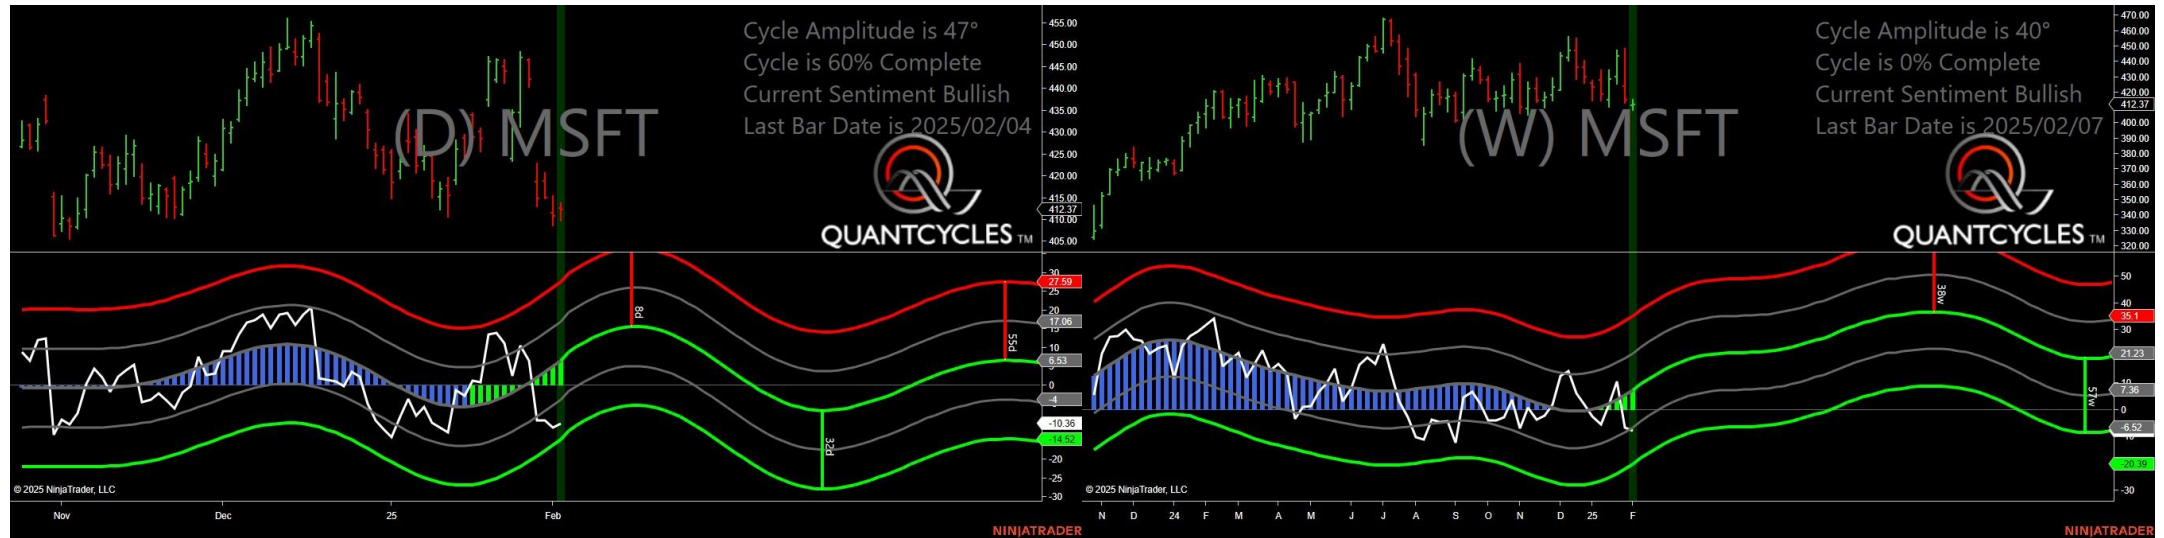 Cycle Amplitude is 47°
Cycle is 60% Complete
Current Sentiment Bullish
Last Bar Date is 2025/02/04
(D) MSFT
QUANTCYCLES TM
455.00
450.00
445.00
440.00
435.00
430.00
425.00
420.00
415.00
412.37
410.00
405.00
30
27.59
25
20
17.06
15
10
6.53
0
-4
-10.36
-14.52
-20
-25
-30
8d
32d
55d
© 2025 NinjaTrader, LLC
Nov Dec 25 Feb
NINJATRADER
Cycle Amplitude is 40°
Cycle is 0% Complete
Current Sentiment Bullish
Last Bar Date is 2025/02/07
(W) MSFT
QUANTCYCLES TM
470.00
460.00
450.00
440.00
430.00
420.00
412.37
400.00
390.00
380.00
370.00
360.00
350.00
340.00
330.00
320.00
50
40
35.1
30
21.23
10
7.36
0
-6.52
-20.39
-30
38w
57w
© 2025 NinjaTrader, LLC
N D 24 F M A M J J A S O N D 25 F
NINJATRADER